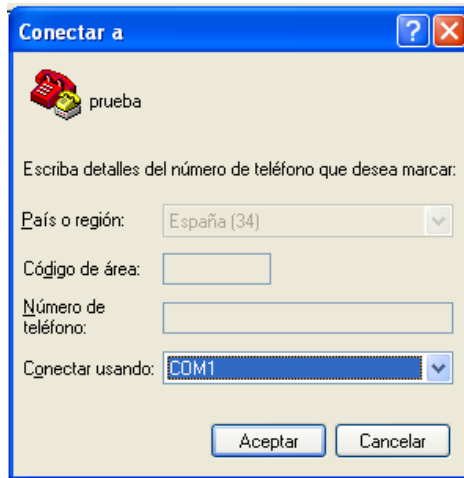 Conectar a
prueba
Escriba detalles del número de teléfono que desea marcar:
País o región: España (34)
Código de área:
Número de
teléfono:
Conectar usando: COM1
Aceptar Cancelar